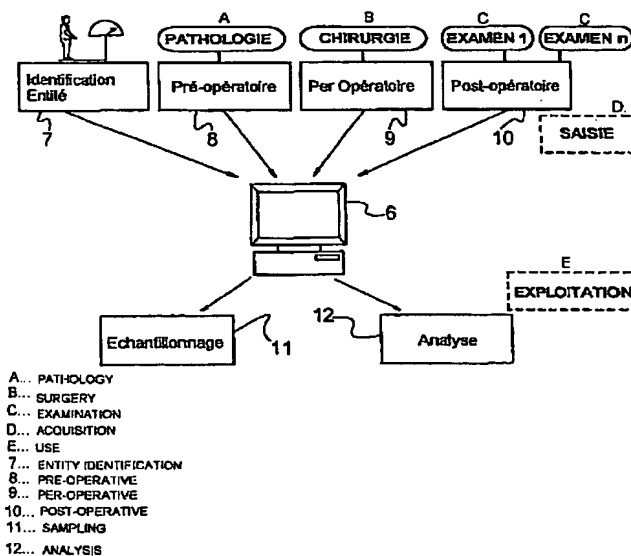 A
B
C
C
PATHOLOGIE
CHIRURGIE
EXAMEN 1
EXAMEN n
Identification
Entité
Pré-opératoire
Per Opératoire
Post-opératoire
7
8
9
10
D.
SAISIE
6
E
EXPLOITATION
Echantillonnage
11
12
Analyse
A... PATHOLOGY
B... SURGERY
C... EXAMINATION
D... ACQUISITION
E... USE
7... ENTITY IDENTIFICATION
8... PRE-OPERATIVE
9... PER-OPERATIVE
10... POST-OPERATIVE
11... SAMPLING
12... ANALYSIS